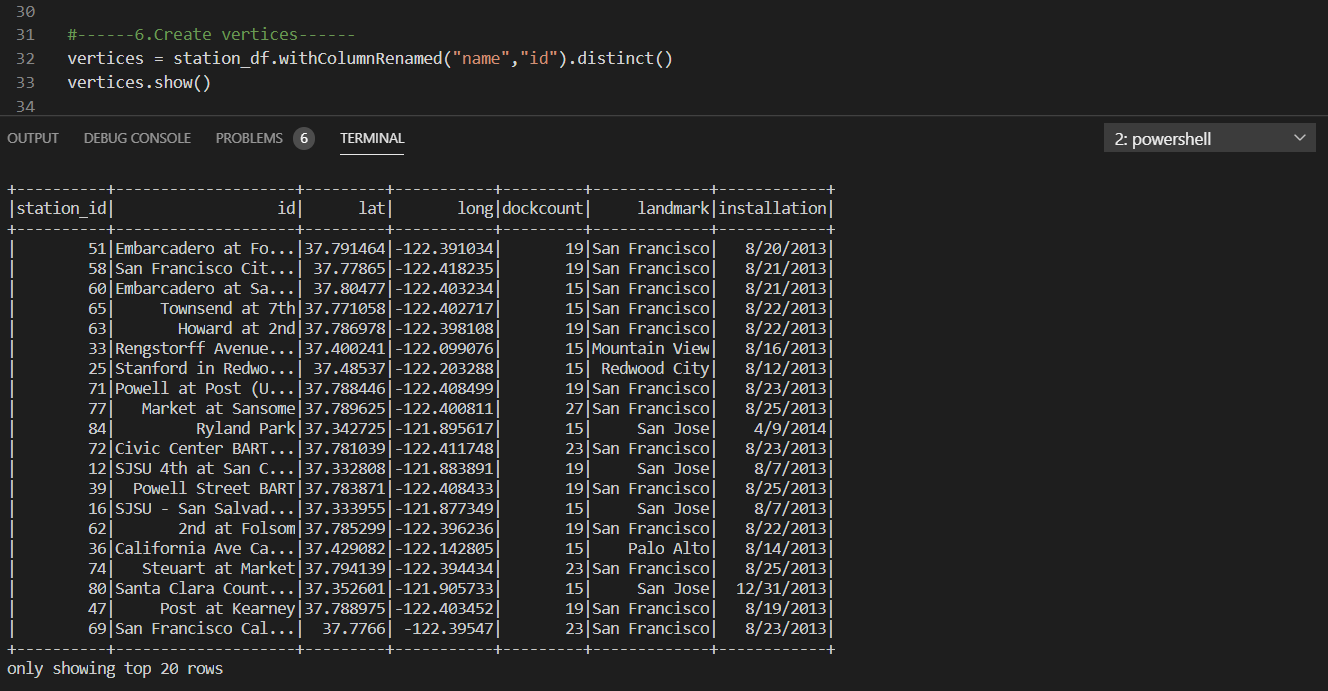 30
31 #------6.Create vertices------
32 vertices = station_df.withColumnRenamed("name","id").distinct()
33 vertices.show()
34
OUTPUT DEBUG CONSOLE PROBLEMS 6 TERMINAL 2: powershell
+----------+--------------------+---------+-----------+---------+-------------+------------+
|station_id|                  id|      lat|       long|dockcount|     landmark|installation|
+----------+--------------------+---------+-----------+---------+-------------+------------+
|        51|Embarcadero at Fo...|37.791464|-122.391034|       19|San Francisco|   8/20/2013|
|        58|San Francisco Cit...| 37.77865|-122.418235|       19|San Francisco|   8/21/2013|
|        60|Embarcadero at Sa...| 37.80477|-122.403234|       15|San Francisco|   8/21/2013|
|        65|     Townsend at 7th|37.771058|-122.402717|       15|San Francisco|   8/22/2013|
|        63|       Howard at 2nd|37.786978|-122.398108|       19|San Francisco|   8/22/2013|
|        33|Rengstorff Avenue...|37.400241|-122.099076|       15|Mountain View|   8/16/2013|
|        25|Stanford in Redwo...| 37.48537|-122.203288|       15| Redwood City|   8/12/2013|
|        71|Powell at Post (U...|37.788446|-122.408499|       19|San Francisco|   8/23/2013|
|        77|   Market at Sansome|37.789625|-122.400811|       27|San Francisco|   8/25/2013|
|        84|         Ryland Park|37.342725|-121.895617|       15|     San Jose|    4/9/2014|
|        72|Civic Center BART...|37.781039|-122.411748|       23|San Francisco|   8/23/2013|
|        12|SJSU 4th at San C...|37.332808|-121.883891|       19|     San Jose|    8/7/2013|
|        39|  Powell Street BART|37.783871|-122.408433|       19|San Francisco|   8/25/2013|
|        16|SJSU - San Salvad...|37.333955|-121.877349|       15|     San Jose|    8/7/2013|
|        62|       2nd at Folsom|37.785299|-122.396236|       19|San Francisco|   8/22/2013|
|        36|California Ave Ca...|37.429082|-122.142805|       15|    Palo Alto|   8/14/2013|
|        74|   Steuart at Market|37.794139|-122.394434|       23|San Francisco|   8/25/2013|
|        80|Santa Clara Count...|37.352601|-121.905733|       15|     San Jose|  12/31/2013|
|        47|     Post at Kearney|37.788975|-122.403452|       19|San Francisco|   8/19/2013|
|        69|San Francisco Cal...|  37.7766| -122.39547|       23|San Francisco|   8/23/2013|
+----------+--------------------+---------+-----------+---------+-------------+------------+
only showing top 20 rows